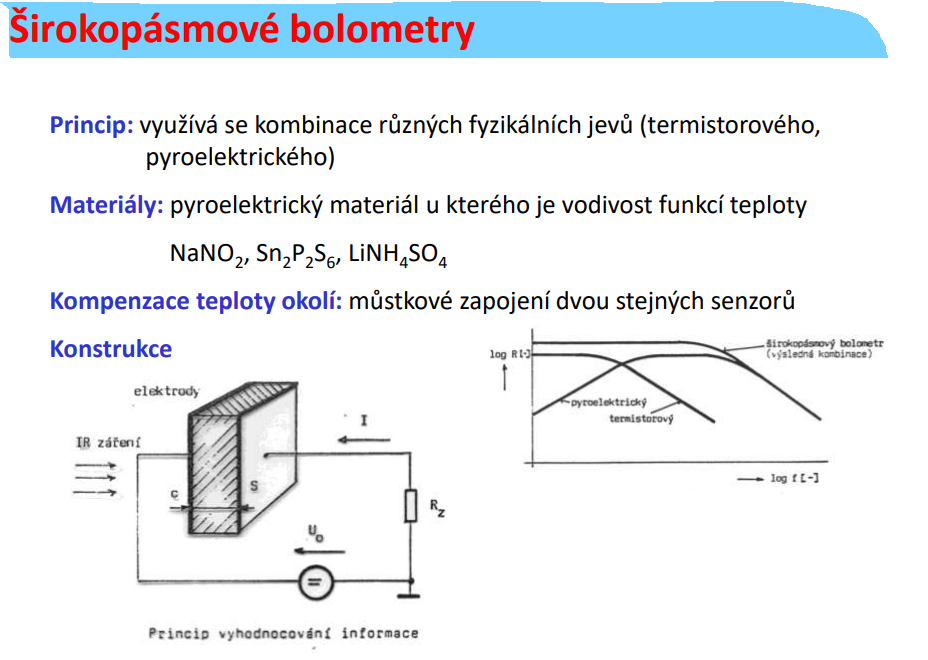 Širokopásmové bolometry
Princip: využívá se kombinace různých fyzikálních jevů (termistorového,
pyroelektrického)
Materiály: pyroelektrický materiál u kterého je vodivost funkcí teploty
NaNO₂, Sn₂P₂S₆, LiNH₄SO₄
Kompenzace teploty okolí: můstkové zapojení dvou stejných senzorů
Konstrukce
elektrody
I
IR záření
c
S
R_z
U_o
=
Princip vyhodnocování informace
log R[-]
širokopásmový bolometr
(výsledná kombinace)
pyroelektrický
termistorový
log f[-]